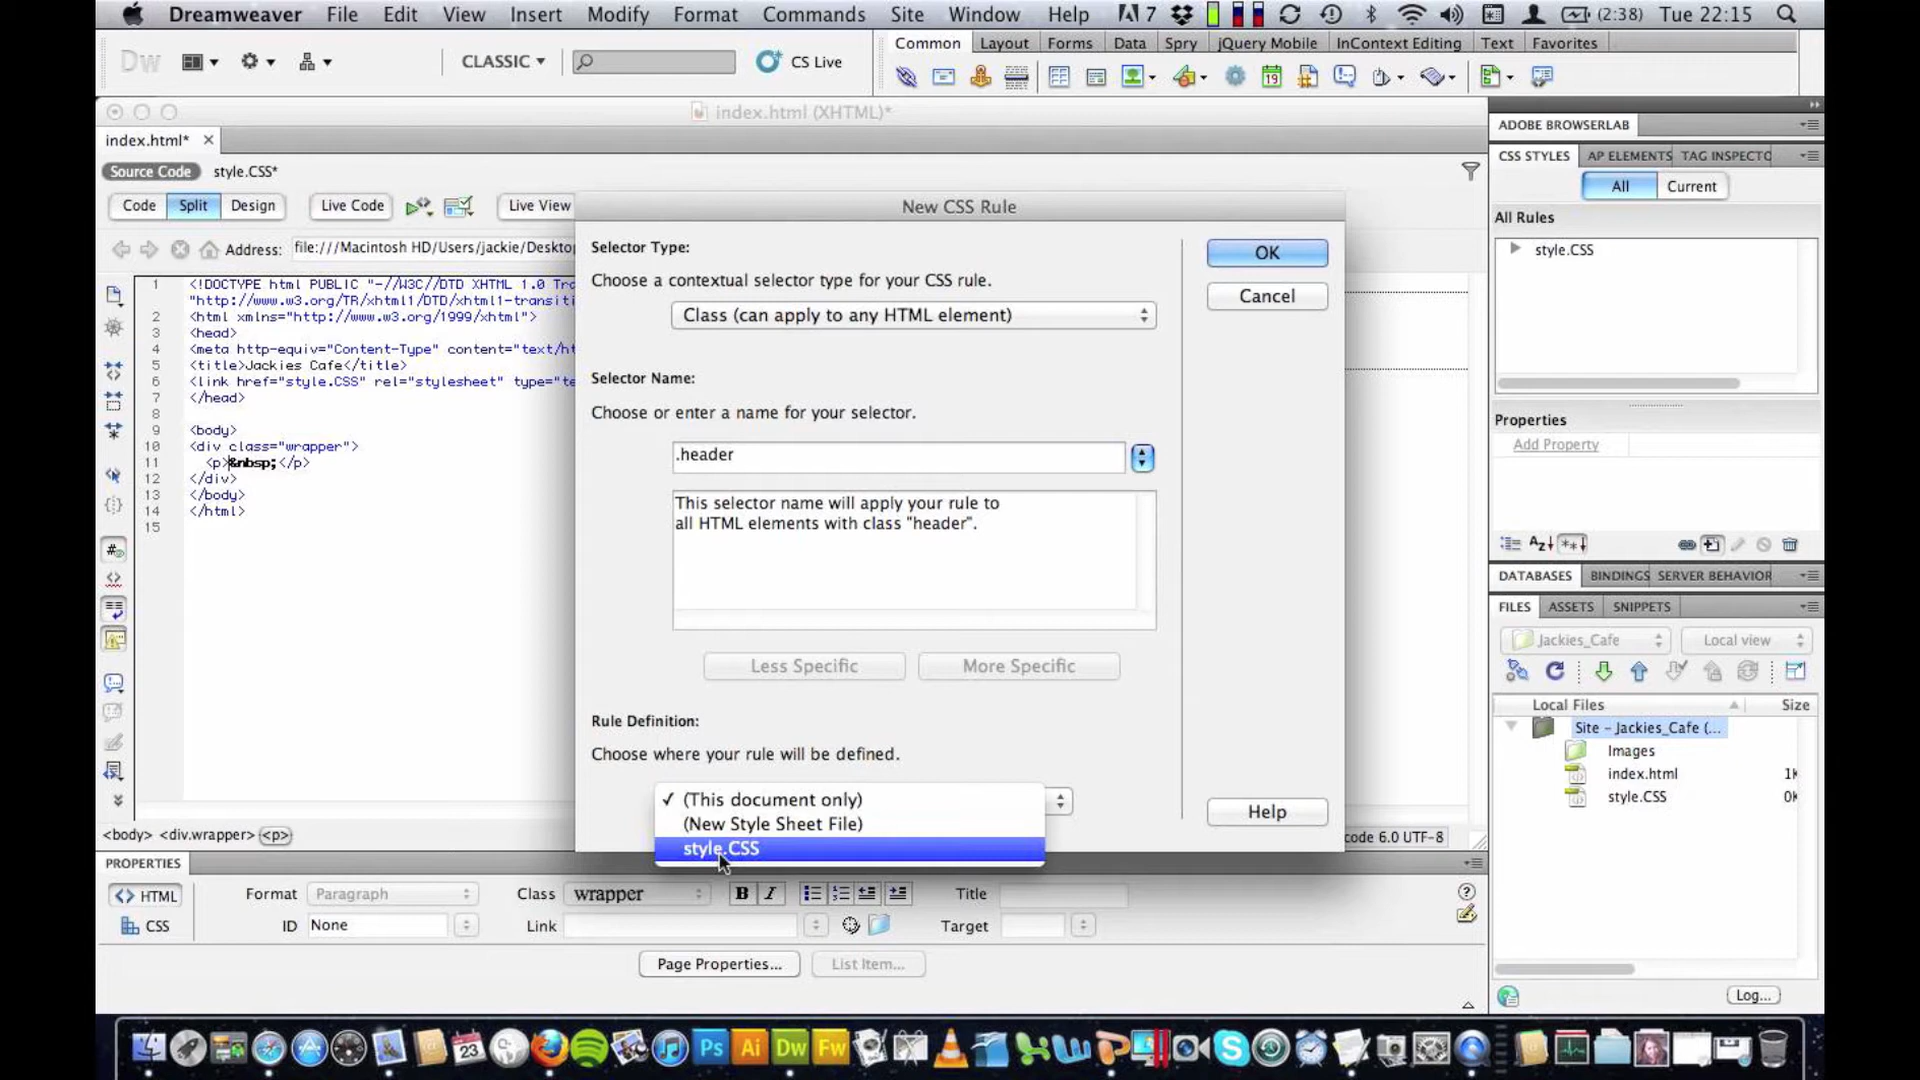 Dreamweaver File Edit View Insert Modify Format Commands Site Window Help 7 (2:38) Tue 22:15
Dw CLASSIC CS Live
Common Layout Forms Data Spry jQuery Mobile InContext Editing Text Favorites
19
index.html (XHTML)*
index.html*
Source Code style.CSS*
Code Split Design Live Code Live View
Address: file:///Macintosh HD/Users/jackie/Deskto
1 <!DOCTYPE html PUBLIC "-//W3C//DTD XHTML 1.0 Tra
"http://www.w3.org/TR/xhtml1/DTD/xhtml1-transiti
2 <html xmlns="http://www.w3.org/1999/xhtml">
3 <head>
4 <meta http-equiv="Content-Type" content="text/ht
5 <title>Jackies Cafe</title>
6 <link href="style.CSS" rel="stylesheet" type="te
7 </head>
8
9 <body>
10 <div class="wrapper">
11 <p>&nbsp;</p>
12 </div>
13 </body>
14 </html>
15
<body> <div.wrapper> <p>
code 6.0 UTF-8
New CSS Rule
Selector Type:
Choose a contextual selector type for your CSS rule.
Class (can apply to any HTML element)
Selector Name:
Choose or enter a name for your selector.
.header
This selector name will apply your rule to
all HTML elements with class "header".
Less Specific More Specific
Rule Definition:
Choose where your rule will be defined.
✓ (This document only)
(New Style Sheet File)
style.CSS
OK
Cancel
Help
PROPERTIES
HTML Format Paragraph Class wrapper B I Title
CSS ID None Link Target
Page Properties... List Item...
ADOBE BROWSERLAB
CSS STYLES AP ELEMENTS TAG INSPECTO
All Current
All Rules
style.CSS
Properties
Add Property
DATABASES BINDINGS SERVER BEHAVIOR
FILES ASSETS SNIPPETS
Jackies_Cafe Local view
Local Files Size
Site - Jackies_Cafe (...
Images
index.html 1K
style.CSS 0K
Log...
23 Ps Ai Dw Fw